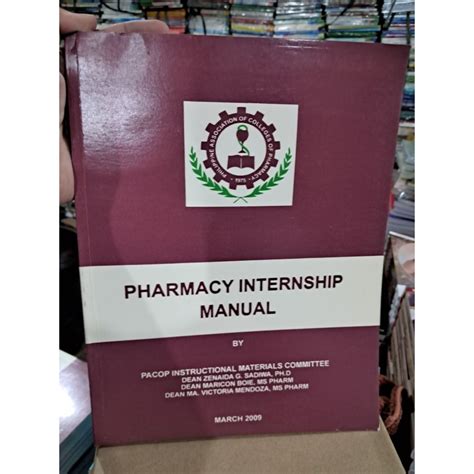 PHILIPPINE ASSOCIATION OF COLLEGES OF PHARMACY
PHARMACY INTERNSHIP
MANUAL
BY
PACOP INSTRUCTIONAL MATERIALS COMMITTEE
DEAN ZENAIDA G. SADIWA, PH.D
DEAN MARICON BOIE, MS PHARM
DEAN MA. VICTORIA MENDOZA, MS PHARM
MARCH 2009